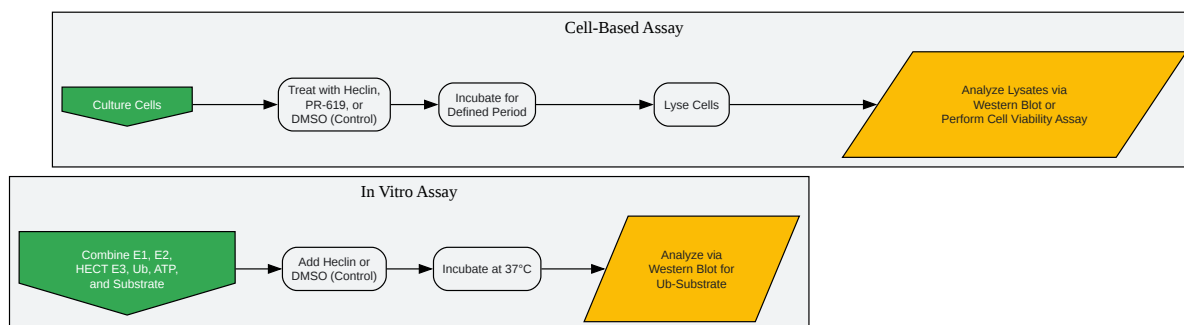 Cell-Based Assay
Culture Cells
Treat with Heclin,
PR-619, or
DMSO (Control)
Incubate for
Defined Period
Lyse Cells
Analyze Lysates via
Western Blot or
Perform Cell Viability Assay
In Vitro Assay
Combine E1, E2,
HECT E3, Ub, ATP,
and Substrate
Add Heclin or
DMSO (Control)
Incubate at 37°C
Analyze via
Western Blot for
Ub-Substrate